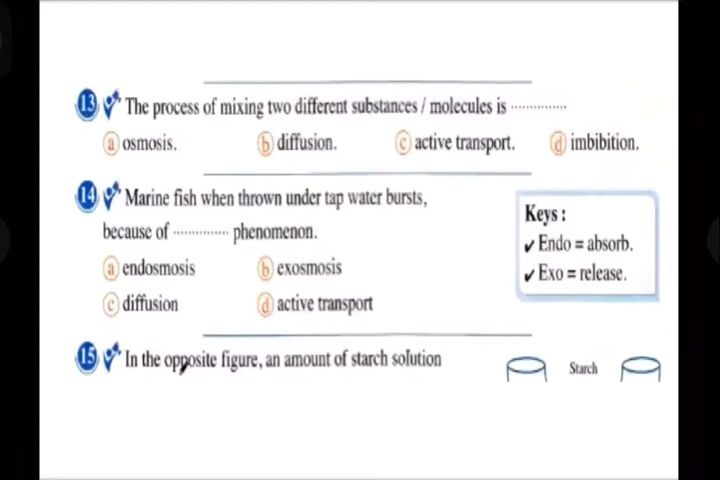 13 The process of mixing two different substances / molecules is ...............
a osmosis. b diffusion. c active transport. d imbibition.
14 Marine fish when thrown under tap water bursts,
because of ............... phenomenon.
a endosmosis b exosmosis
c diffusion d active transport
Keys :
✓ Endo = absorb.
✓ Exo = release.
15 In the opposite figure, an amount of starch solution
Starch